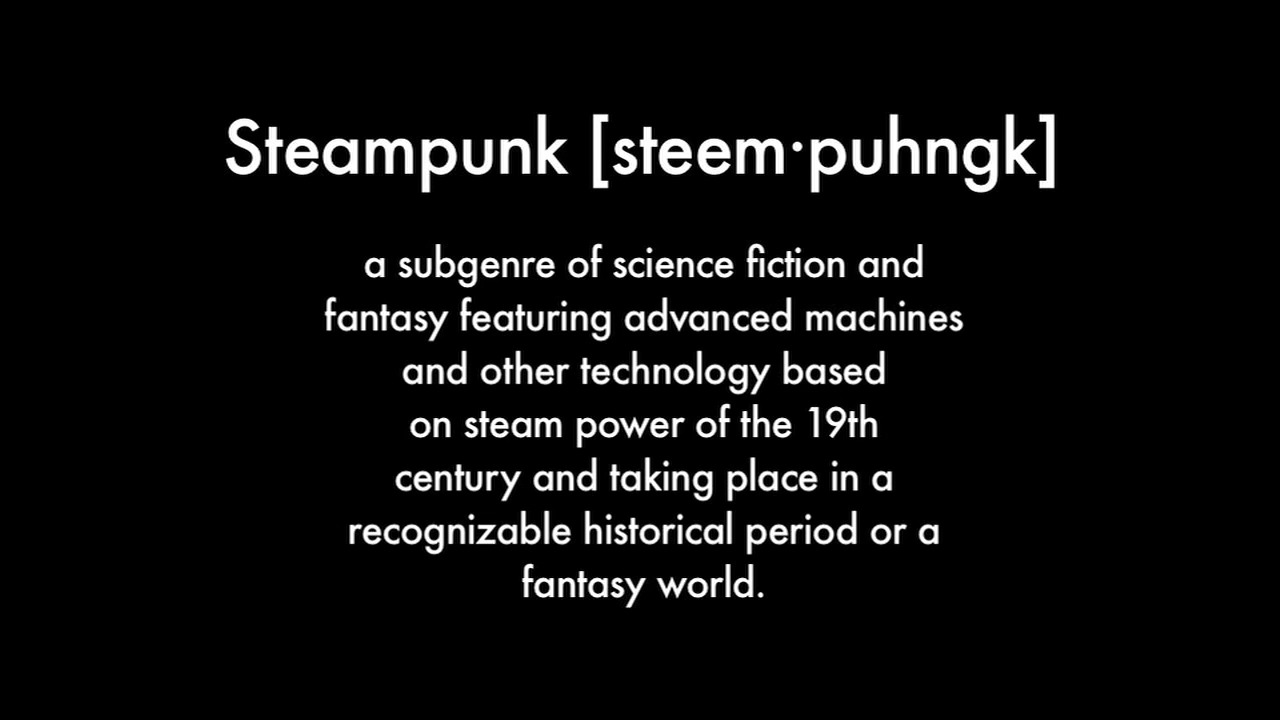 Steampunk [steem·puhngk]
a subgenre of science fiction and
fantasy featuring advanced machines
and other technology based
on steam power of the 19th
century and taking place in a
recognizable historical period or a
fantasy world.